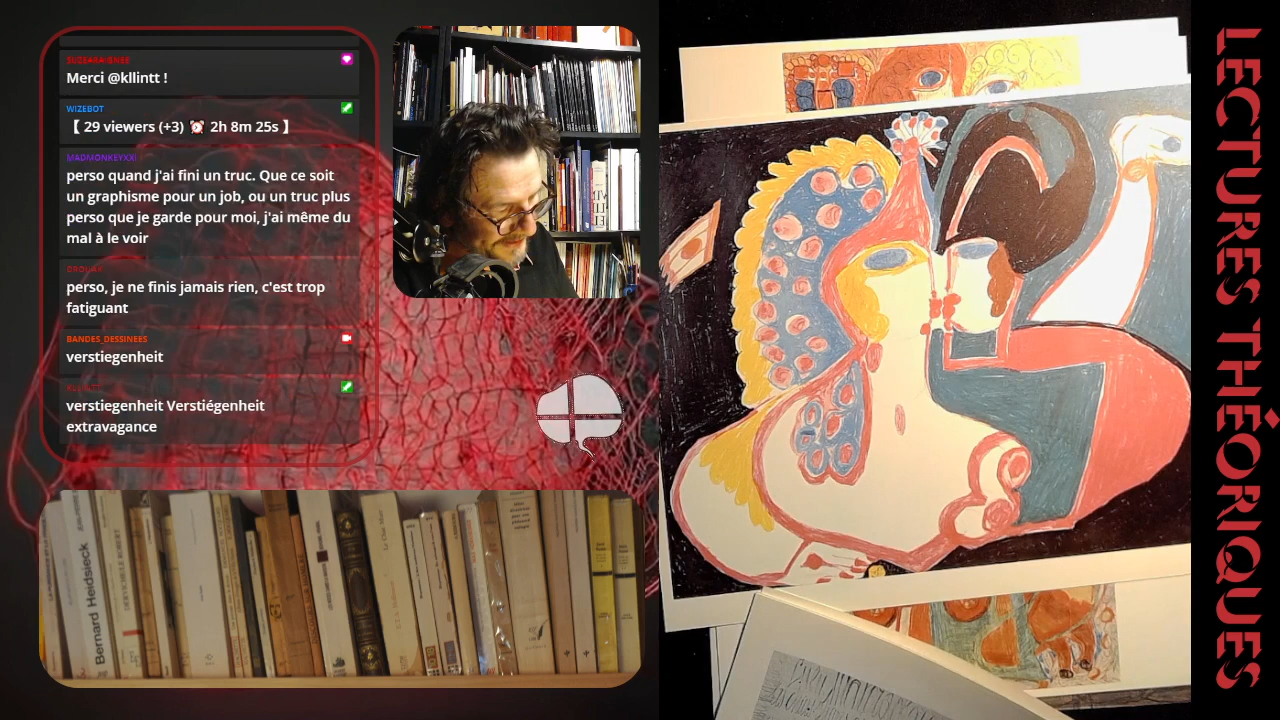 SUZEARAIGNEE
Merci @kllintt !
WIZEBOT
【 29 viewers (+3) ⏰ 2h 8m 25s 】
MADMONKEYXXI
perso quand j'ai fini un truc. Que ce soit
un graphisme pour un job, ou un truc plus
perso que je garde pour moi, j'ai même du
mal à le voir
perso, je ne finis jamais rien, c'est trop
fatiguant
BANDES_DESSINEES
verstiegenheit
verstiegenheit Verstiégenheit
extravagance
LECTURES THÉORIQUES
Bernard Heidsieck